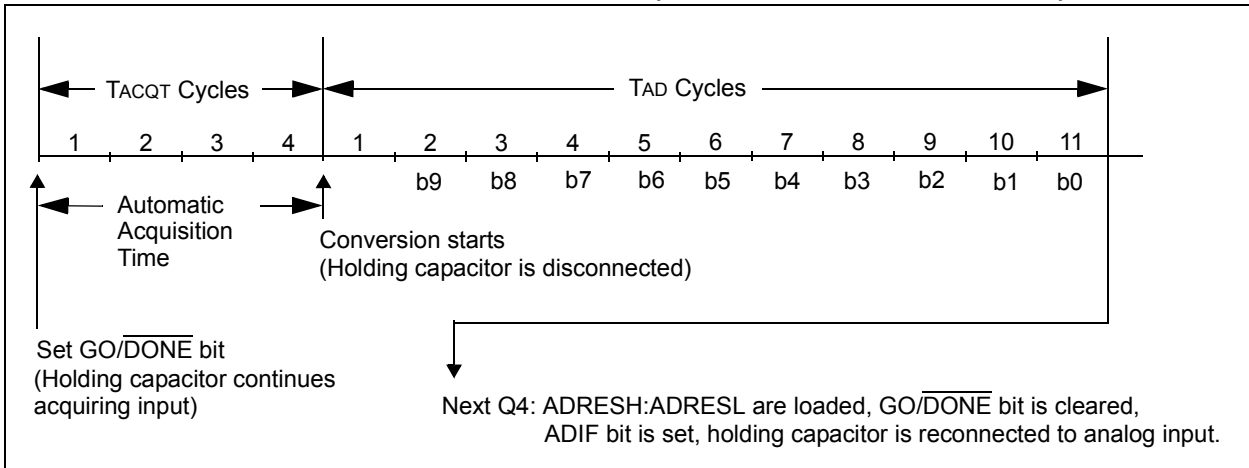 TACQT Cycles TAD Cycles
1 2 3 4 1 2 3 4 5 6 7 8 9 10 11
b9 b8 b7 b6 b5 b4 b3 b2 b1 b0
Automatic
Acquisition
Time
Conversion starts
(Holding capacitor is disconnected)
Set GO/DONE bit
(Holding capacitor continues
acquiring input)
Next Q4: ADRESH:ADRESL are loaded, GO/DONE bit is cleared,
ADIF bit is set, holding capacitor is reconnected to analog input.